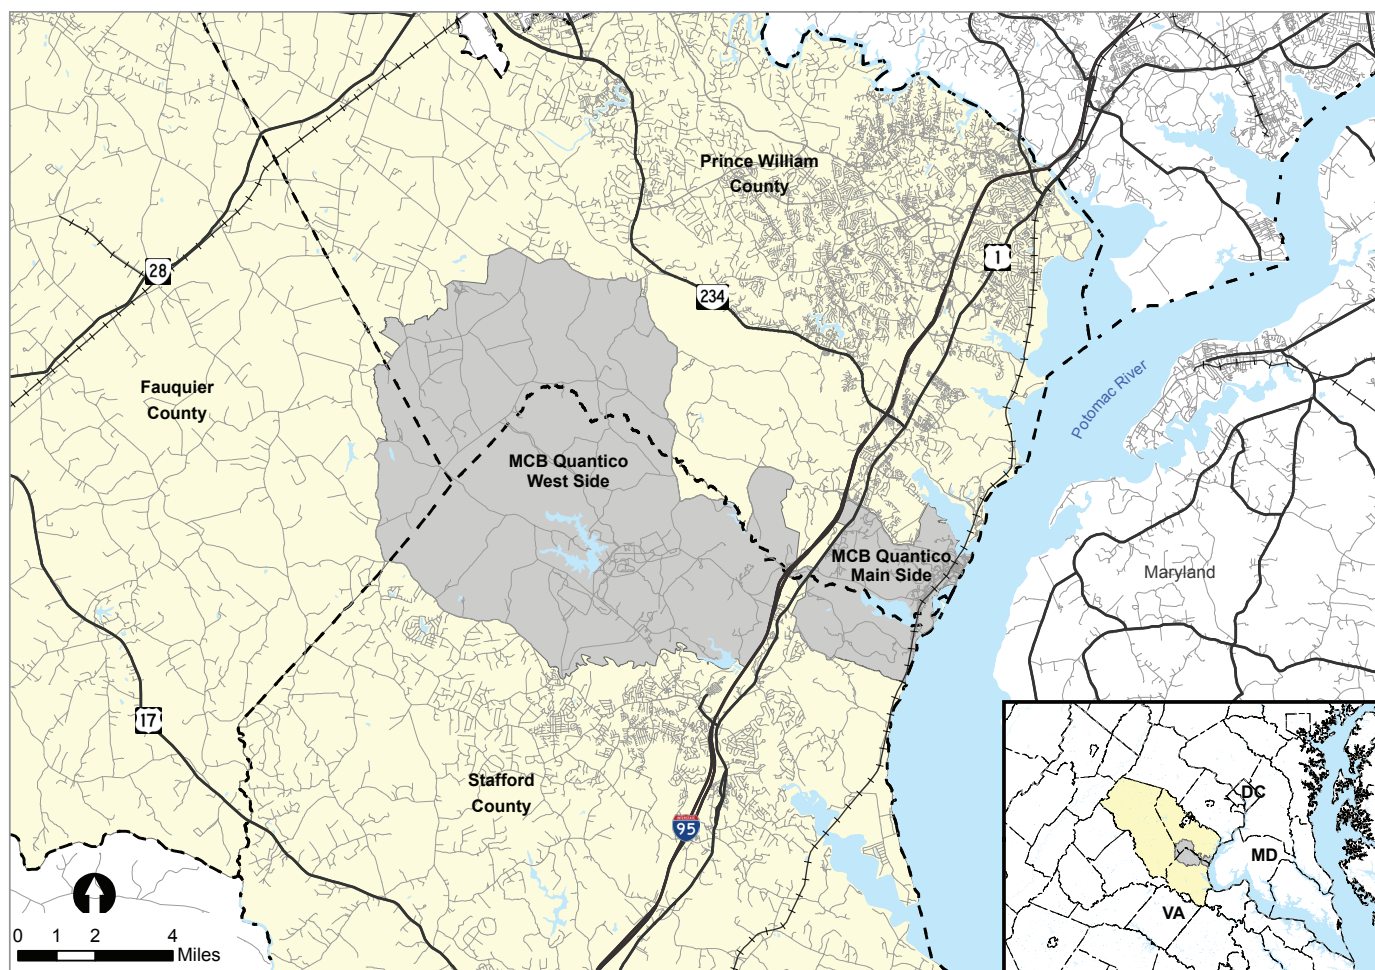 Prince William
County
1
28
234
Potomac River
Fauquier
County
MCB Quantico
West Side
MCB Quantico
Main Side
Maryland
17
Stafford
County
95
DC
MD
VA
0 1 2 4
Miles